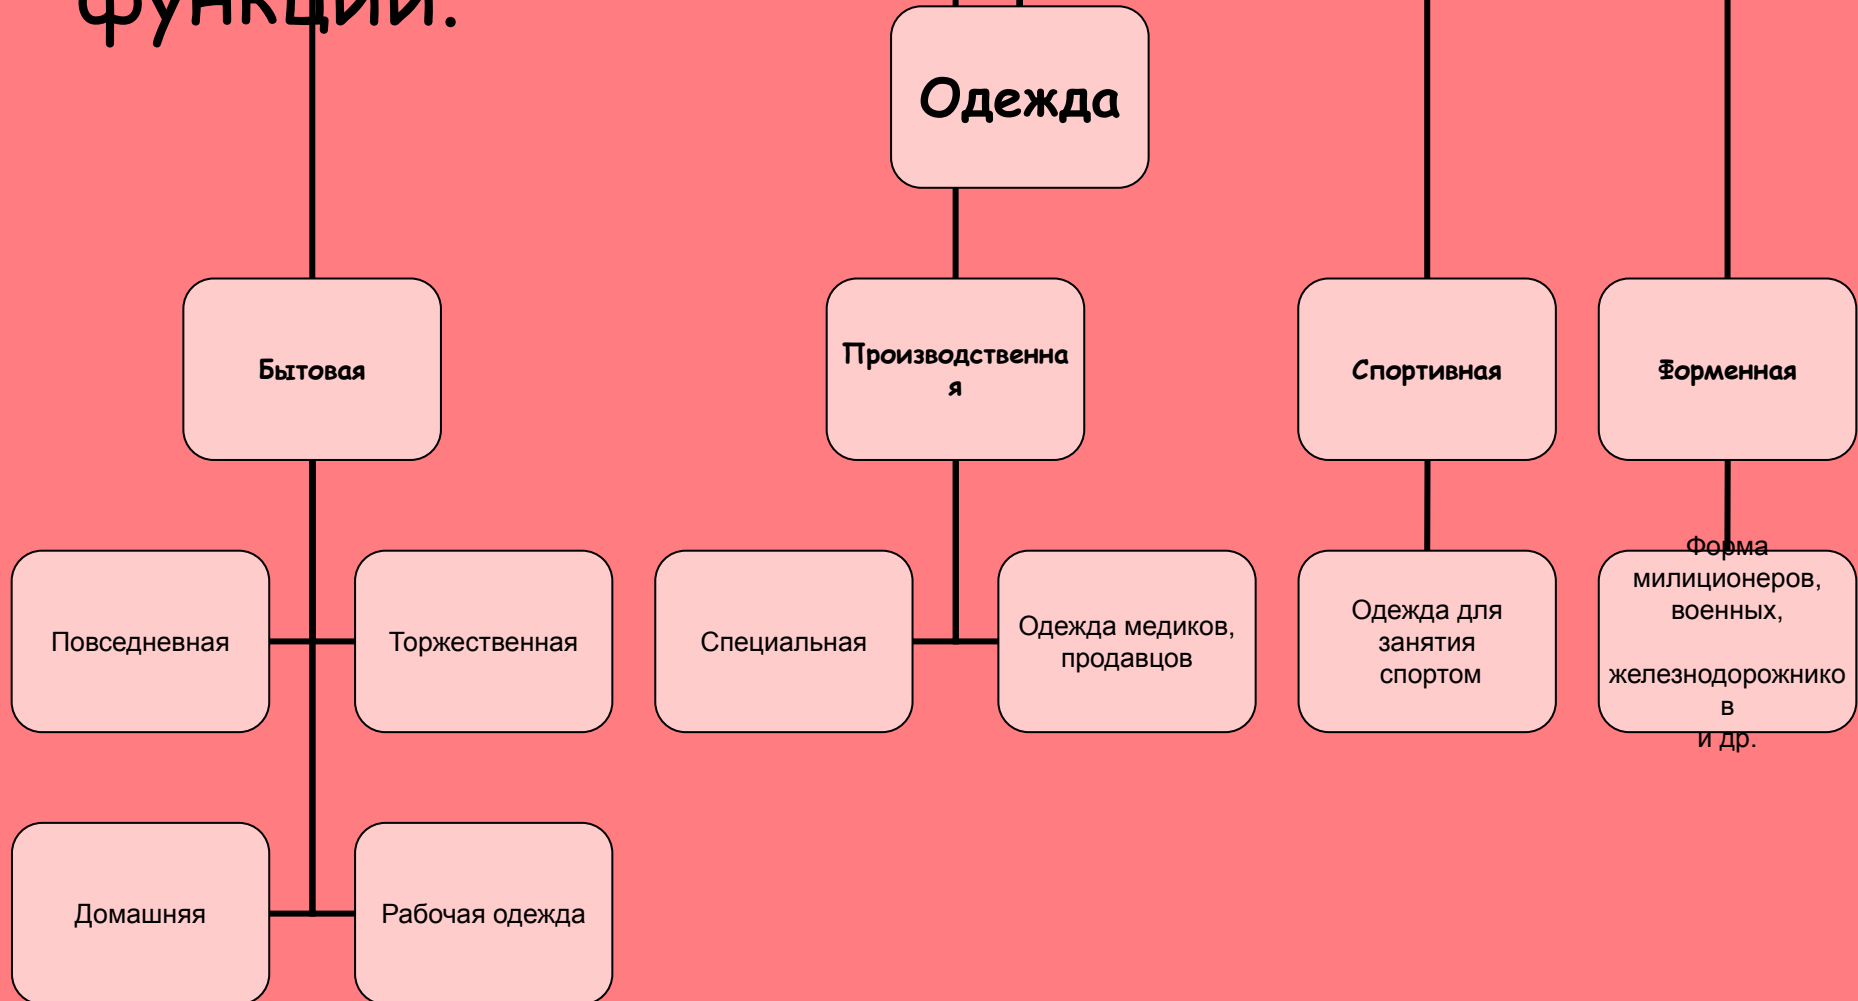 функции.
Одежда
Бытовая
Производственна
я
Спортивная
Форменная
Повседневная
Торжественная
Специальная
Одежда медиков,
продавцов
Одежда для
занятия
спортом
Форма
милиционеров,
военных,
железнодорожнико
в
и др.
Домашняя
Рабочая одежда